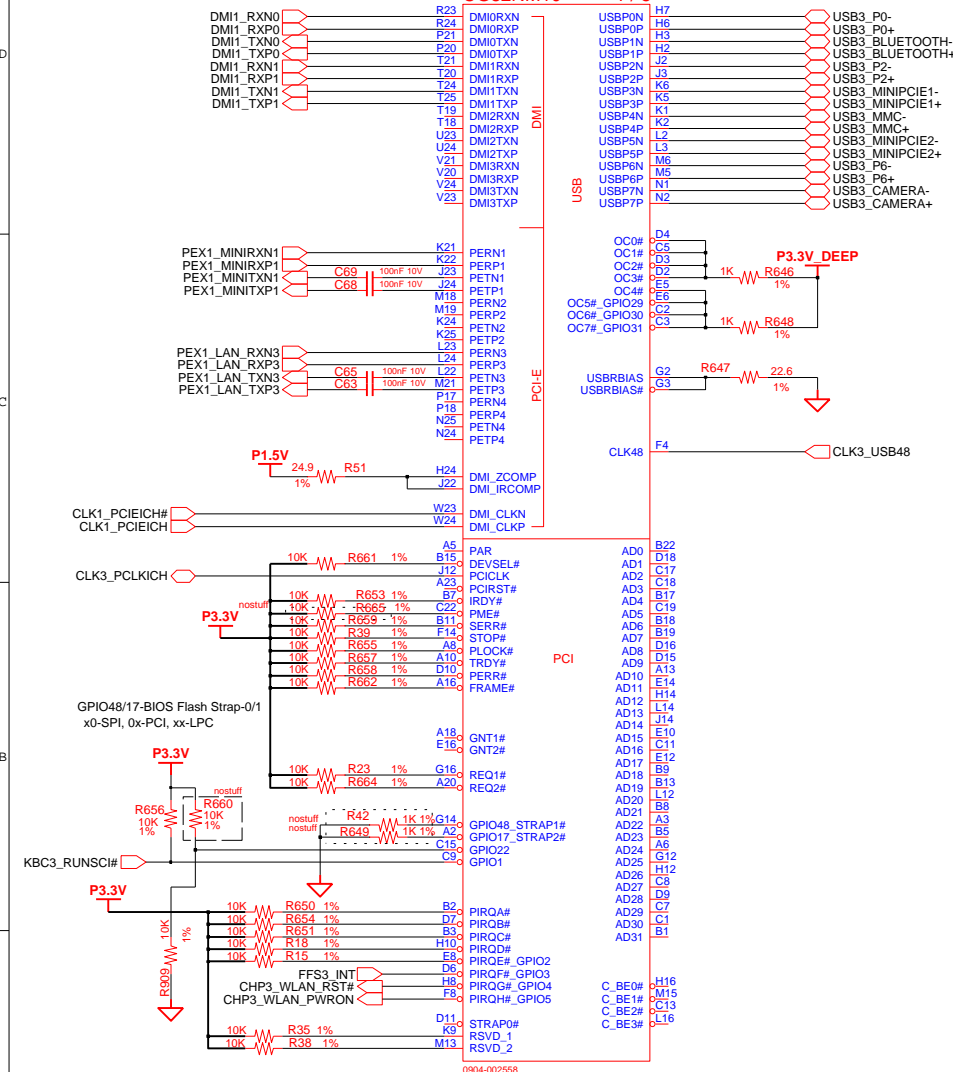 R23 DMI0RXN USBP0N H7
DMI1_RXN0 USB3_P0-
R24 DMI0RXP USBP0P H6
DMI1_RXP0 USB3_P0+
P21 DMI0TXN USBP1N H3
DMI1_TXN0 USB3_BLUETOOTH-
P20 DMI0TXP USBP1P H2
DMI1_TXP0 USB3_BLUETOOTH+
T21 DMI1RXN USBP2N J2
DMI1_RXN1 USB3_P2-
T20 DMI1RXP USBP2P J3
DMI1_RXP1 USB3_P2+
T24 DMI1TXN USBP3N K6
DMI1_TXN1 USB3_MINIPCIE1-
T25 DMI1TXP USBP3P K5
DMI1_TXP1 USB3_MINIPCIE1+
T19 DMI2RXN USBP4N K1 USB3_MMC-
T18 DMI2RXP USBP4P K2 USB3_MMC+
U23 DMI2TXN USBP5N L2 USB3_MINIPCIE2-
U24 DMI2TXP USBP5P L3 USB3_MINIPCIE2+
V21 DMI3RXN USBP6N M6 USB3_P6-
V20 DMI3RXP USBP6P M5 USB3_P6+
V24 DMI3TXN USBP7N N1 USB3_CAMERA-
V23 DMI3TXP USBP7P N2 USB3_CAMERA+
DMI
USB
D
OC0# D4
OC1# C5
OC2# D3
OC3# D2
OC4# E5
OC5#_GPIO29 E6
OC6#_GPIO30 C2
OC7#_GPIO31 C3
P3.3V_DEEP
1K R646
1%
1K R648
1%
PEX1_MINIRXN1 K21 PERN1
PEX1_MINIRXP1 K22 PERP1
PEX1_MINITXN1 C69 100nF 10V J23 PETN1
PEX1_MINITXP1 C68 100nF 10V J24 PETP1
M18 PERN2
M19 PERP2
K24 PETN2
K25 PETP2
PEX1_LAN_RXN3 L23 PERN3
PEX1_LAN_RXP3 L24 PERP3
PEX1_LAN_TXN3 C65 100nF 10V L22 PETN3
PEX1_LAN_TXP3 C63 100nF 10V M21 PETP3
P17 PERN4
P18 PERP4
N25 PETN4
N24 PETP4
PCI-E
C
USBRBIAS G2
USBRBIAS# G3
R647 22.6
1%
CLK48 F4 CLK3_USB48
P1.5V
24.9 R51
1%
H24 DMI_ZCOMP
J22 DMI_IRCOMP
CLK1_PCIEICH# W23 DMI_CLKN
CLK1_PCIEICH W24 DMI_CLKP
A5 PAR
10K R661 1% B15 DEVSEL#
CLK3_PCLKICH J12 PCICLK
A23 PCIRST#
10K R653 1% B7 IRDY#
nostuff 10K R665 1% C22 PME#
10K R659 1% B11 SERR#
P3.3V
10K R39 1% F14 STOP#
10K R655 1% A8 PLOCK#
10K R657 1% A10 TRDY#
10K R658 1% D10 PERR#
10K R662 1% A16 FRAME#
PCI
GPIO48/17-BIOS Flash Strap-0/1
x0-SPI, 0x-PCI, xx-LPC
A18 GNT1#
E16 GNT2#
B
10K R23 1% G16 REQ1#
10K R664 1% A20 REQ2#
P3.3V
nostuff
R656
10K
1%
R660
10K
1%
nostuff R42 1K 1% G14 GPIO48_STRAP1#
nostuff R649 1K 1% A2 GPIO17_STRAP2#
C15 GPIO22
KBC3_RUNSCI# C9 GPIO1
P3.3V
R909 10K 1%
10K R650 1% B2 PIRQA#
10K R654 1% D7 PIRQB#
10K R651 1% B3 PIRQC#
10K R18 1% H10 PIRQD#
10K R15 1% E8 PIRQE#_GPIO2
FFS3_INT D6 PIRQF#_GPIO3
CHP3_WLAN_RST# H8 PIRQG#_GPIO4
CHP3_WLAN_PWRON F8 PIRQH#_GPIO5
D11 STRAP0#
10K R35 1% K9 RSVD_1
10K R38 1% M13 RSVD_2
AD0 B22
AD1 D18
AD2 C17
AD3 C18
AD4 B17
AD5 C19
AD6 B18
AD7 B19
AD8 D16
AD9 D15
AD10 A13
AD11 E14
AD12 H14
AD13 L14
AD14 J14
AD15 E10
AD16 C11
AD17 E12
AD18 B9
AD19 B13
AD20 L12
AD21 B8
AD22 A3
AD23 B5
AD24 A6
AD25 G12
AD26 H12
AD27 C8
AD28 D9
AD29 C7
AD30 C1
AD31 B1
C_BE0# H16
C_BE1# M15
C_BE2# C13
C_BE3# L16
0904-002558